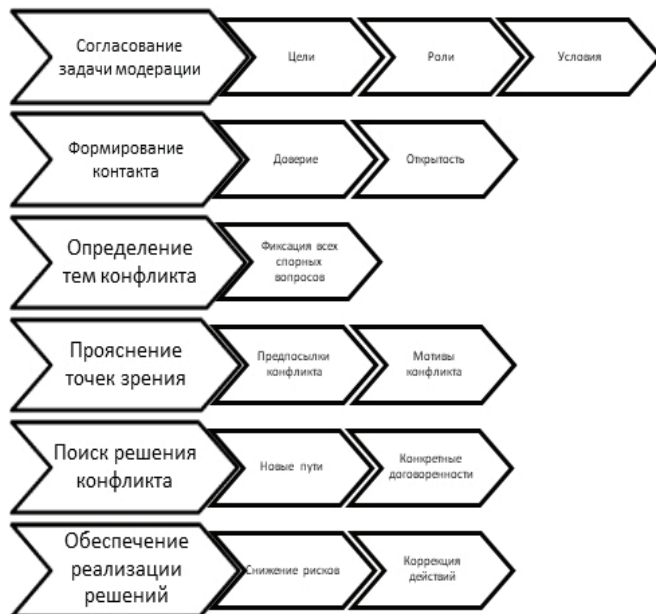 Согласование
задачи модерации
Цели
Роли
Условия
Формирование
контакта
Доверие
Открытость
Определение
тем конфликта
Фиксация всех
спорных
вопросов
Прояснение
точек зрения
Предпосылки
конфликта
Мотивы
конфликта
Поиск решения
конфликта
Новые пути
Конкретные
договоренности
Обеспечение
реализации
решений
Снижение рисков
Коррекция
действий